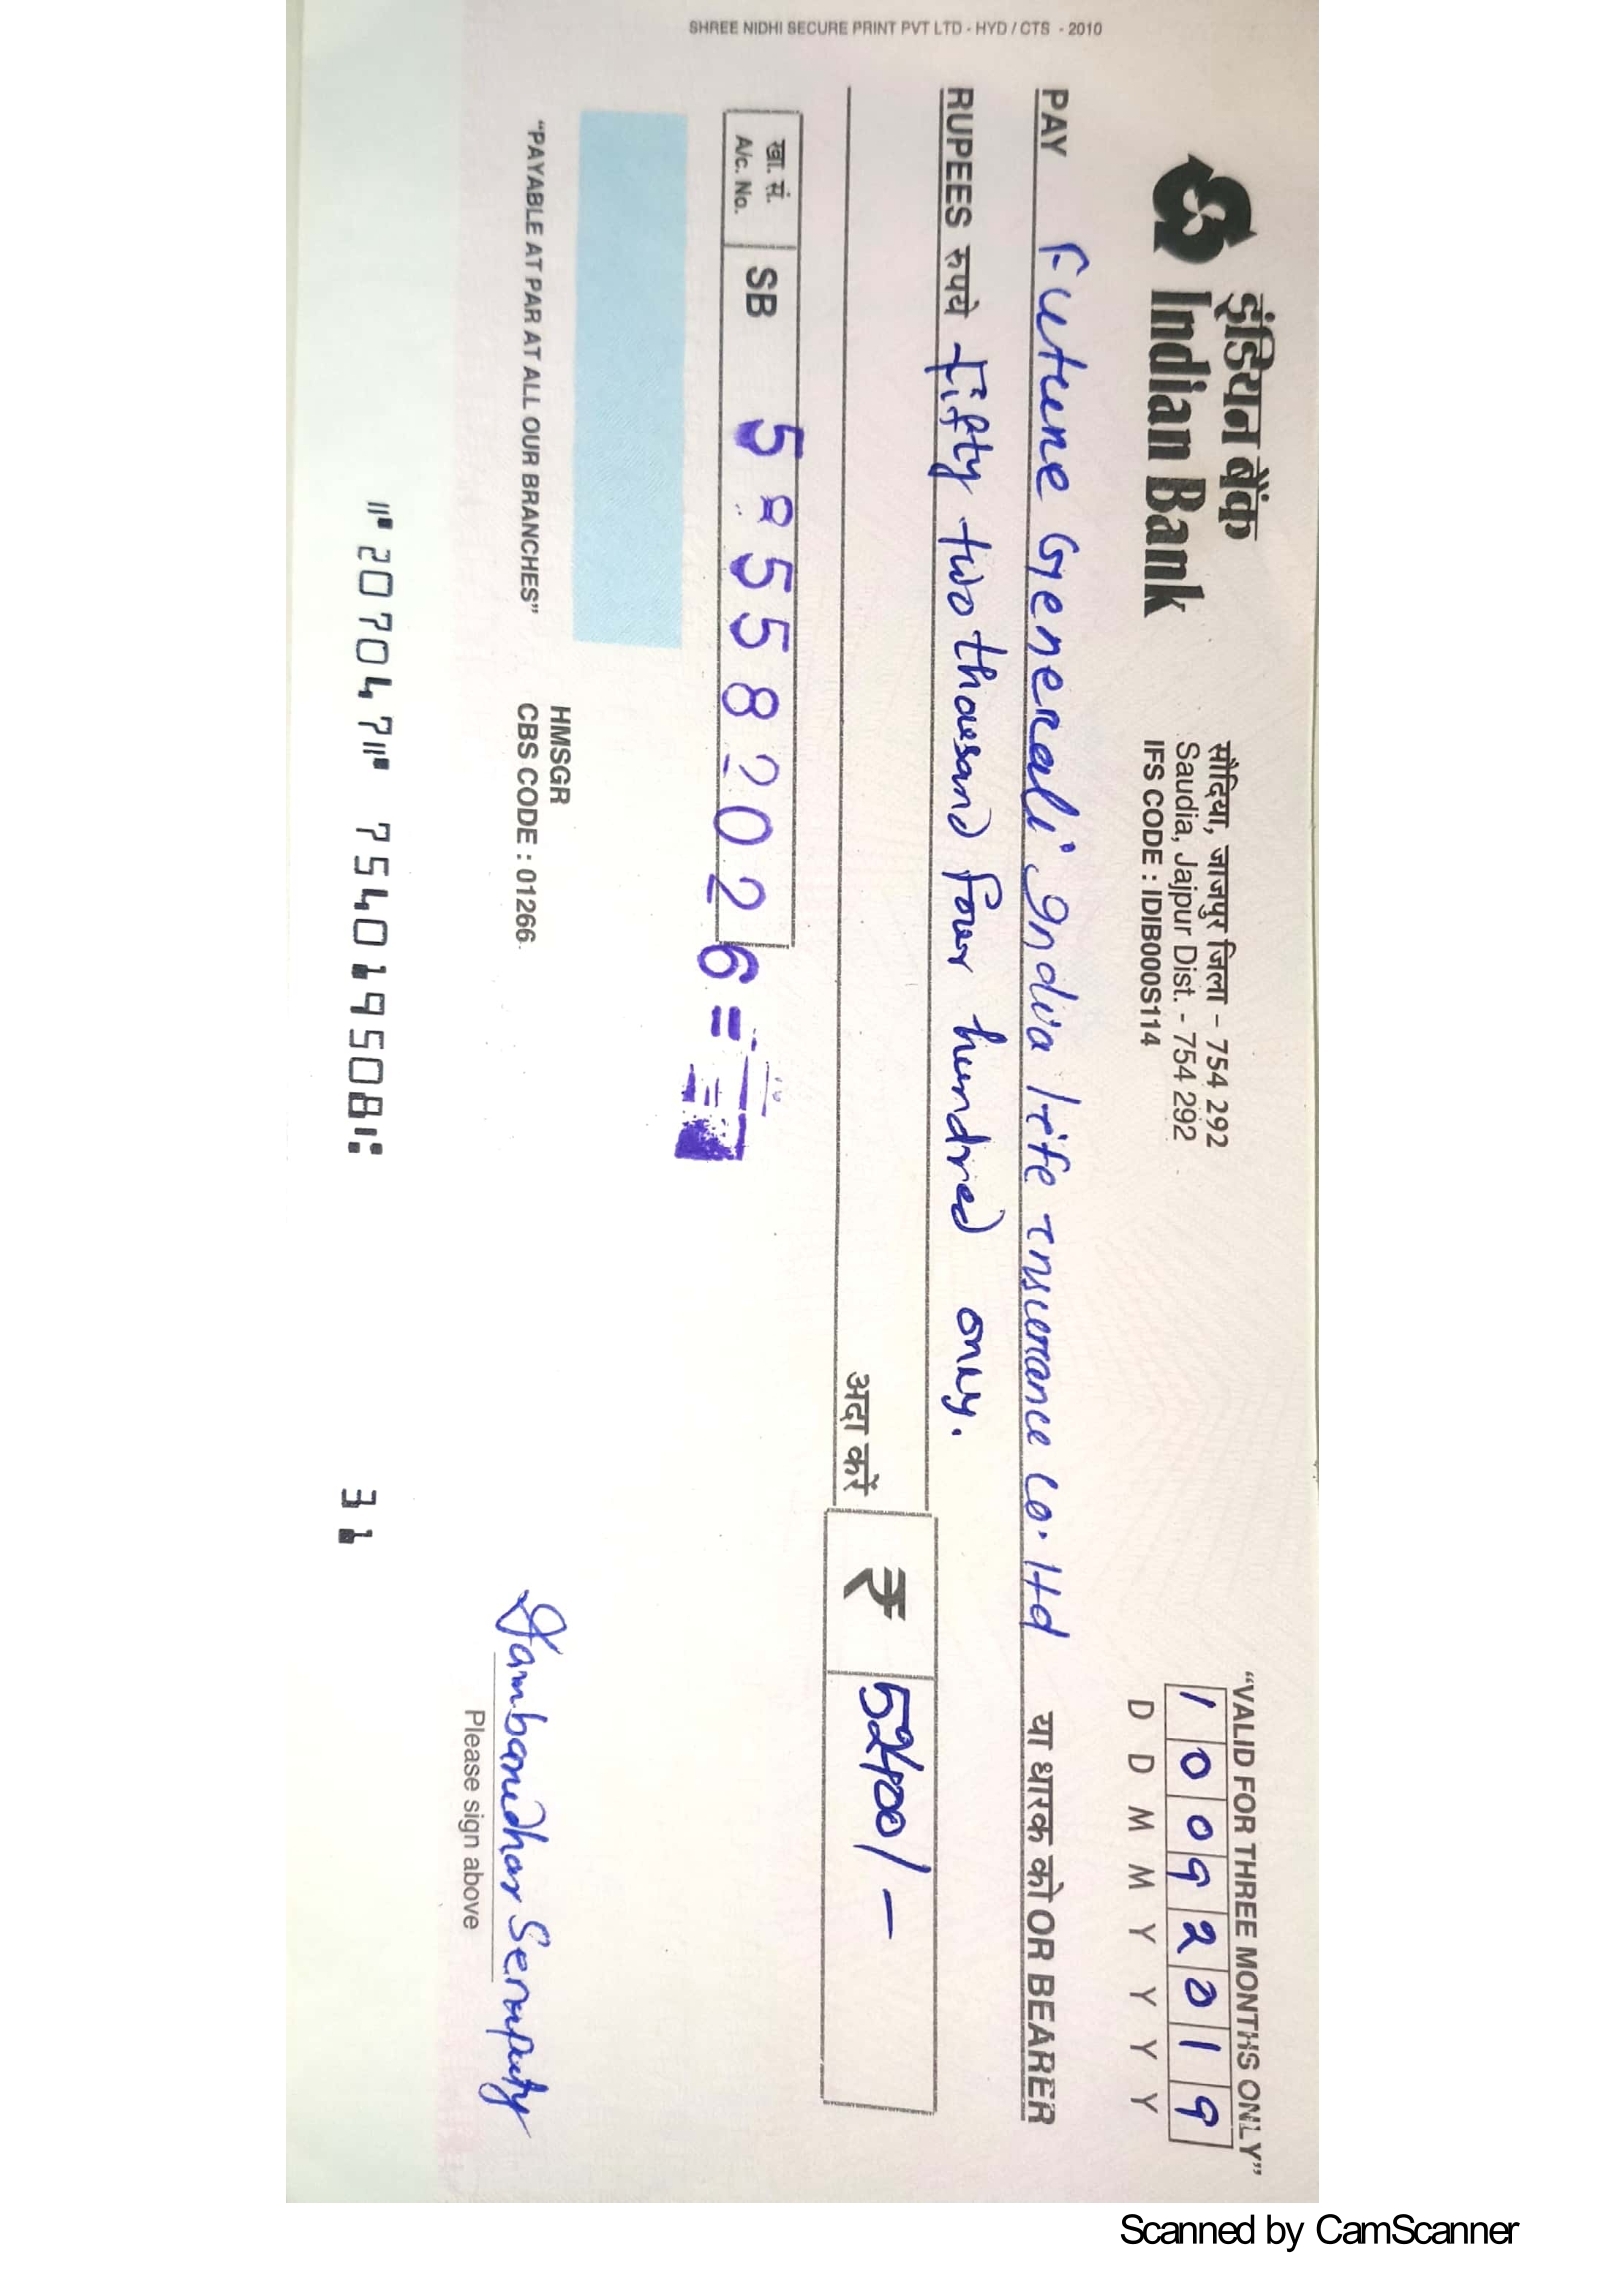 SHREE NIDHI SECURE PRINT PVT LTD - HYD / CTS - 2010
इंडियन बैंक
Indian Bank
सौदिया, जाजपुर जिला – 754 292
Saudia, Jajpur Dist. - 754 292
IFS CODE : IDIB000S114
"VALID FOR THREE MONTHS ONLY"
1 0 0 9 2 0 1 9
D D M M Y Y Y Y
PAY Future Generali India life insurance Co. ltd या धारक को OR BEARER
RUPEES रुपये Fifty two thousand four hundred only.
अदा करें ₹ 52400/-
खा. सं.
A/c. No. SB 5 8 5 5 8 2 0 2 6 =
HMSGR
"PAYABLE AT PAR AT ALL OUR BRANCHES" CBS CODE : 01266
Please sign above
⑈207047⑈ 754019508⑆ 31
Scanned by CamScanner